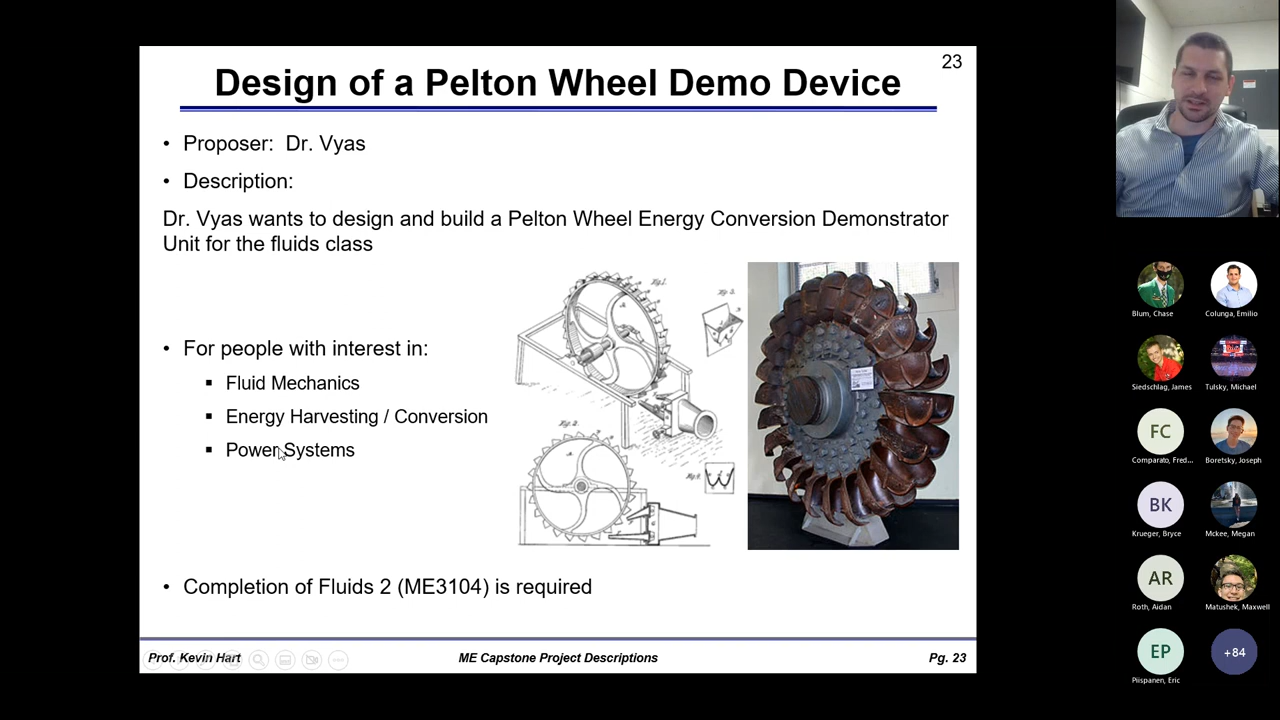 23
Design of a Pelton Wheel Demo Device
• Proposer: Dr. Vyas
• Description:
Dr. Vyas wants to design and build a Pelton Wheel Energy Conversion Demonstrator
Unit for the fluids class
• For people with interest in:
▪ Fluid Mechanics
▪ Energy Harvesting / Conversion
▪ Power Systems
Fig. 1.
Fig. 2.
• Completion of Fluids 2 (ME3104) is required
Prof. Kevin Hart
ME Capstone Project Descriptions
Pg. 23
Blum, Chase
Colunga, Emilio
Siedschlag, James
Tulsky, Michael
FC
Comparato, Fred...
Boretsky, Joseph
BK
Krueger, Bryce
Mckee, Megan
AR
Roth, Aidan
Matushek, Maxwell
EP
Piispanen, Eric
+84